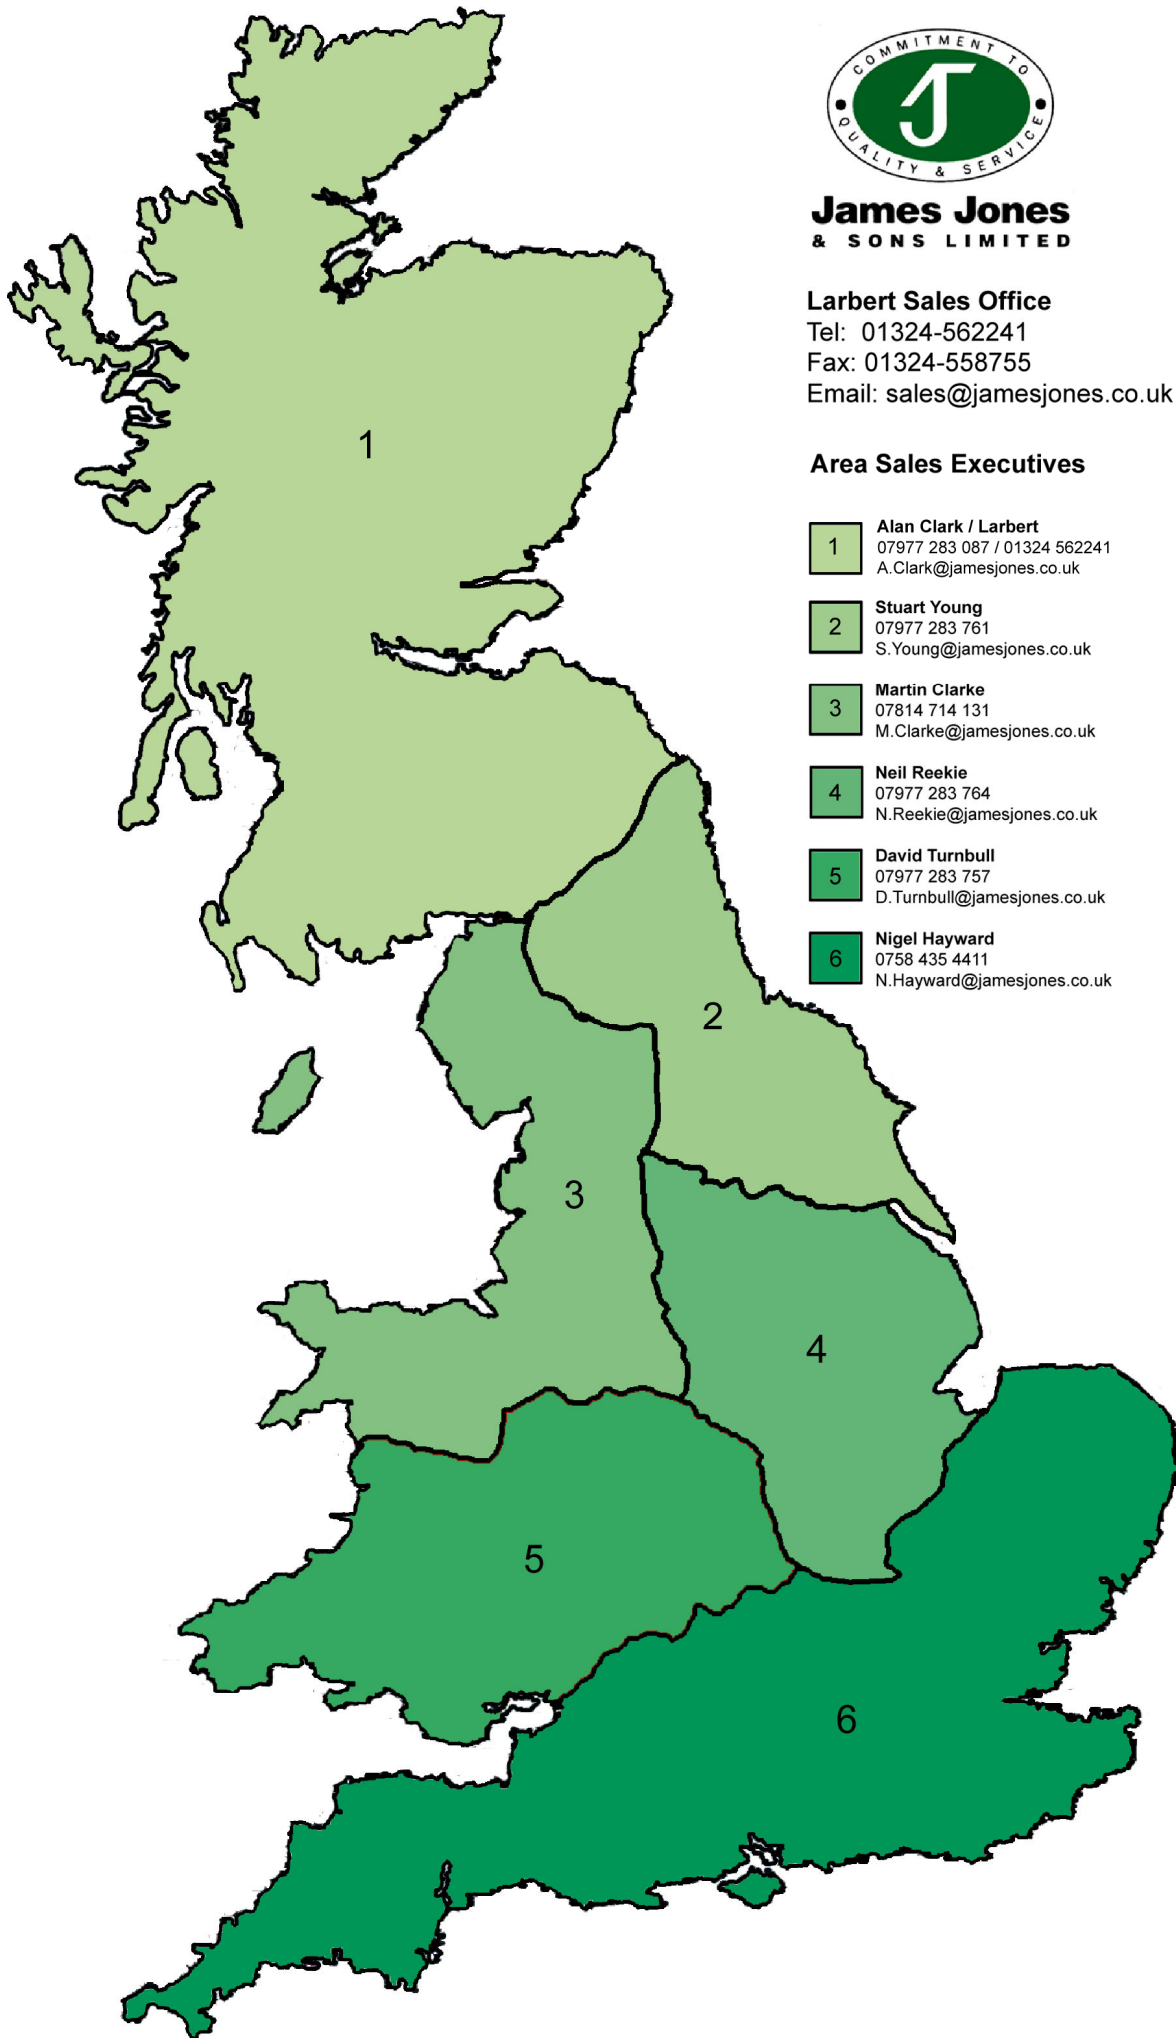 COMMITMENT TO
QUALITY & SERVICE
James Jones
& SONS LIMITED
Larbert Sales Office
Tel: 01324-562241
Fax: 01324-558755
Email: sales@jamesjones.co.uk
Area Sales Executives
1
Alan Clark / Larbert
07977 283 087 / 01324 562241
A.Clark@jamesjones.co.uk
2
Stuart Young
07977 283 761
S.Young@jamesjones.co.uk
3
Martin Clarke
07814 714 131
M.Clarke@jamesjones.co.uk
4
Neil Reekie
07977 283 764
N.Reekie@jamesjones.co.uk
5
David Turnbull
07977 283 757
D.Turnbull@jamesjones.co.uk
6
Nigel Hayward
0758 435 4411
N.Hayward@jamesjones.co.uk
1
2
3
4
5
6